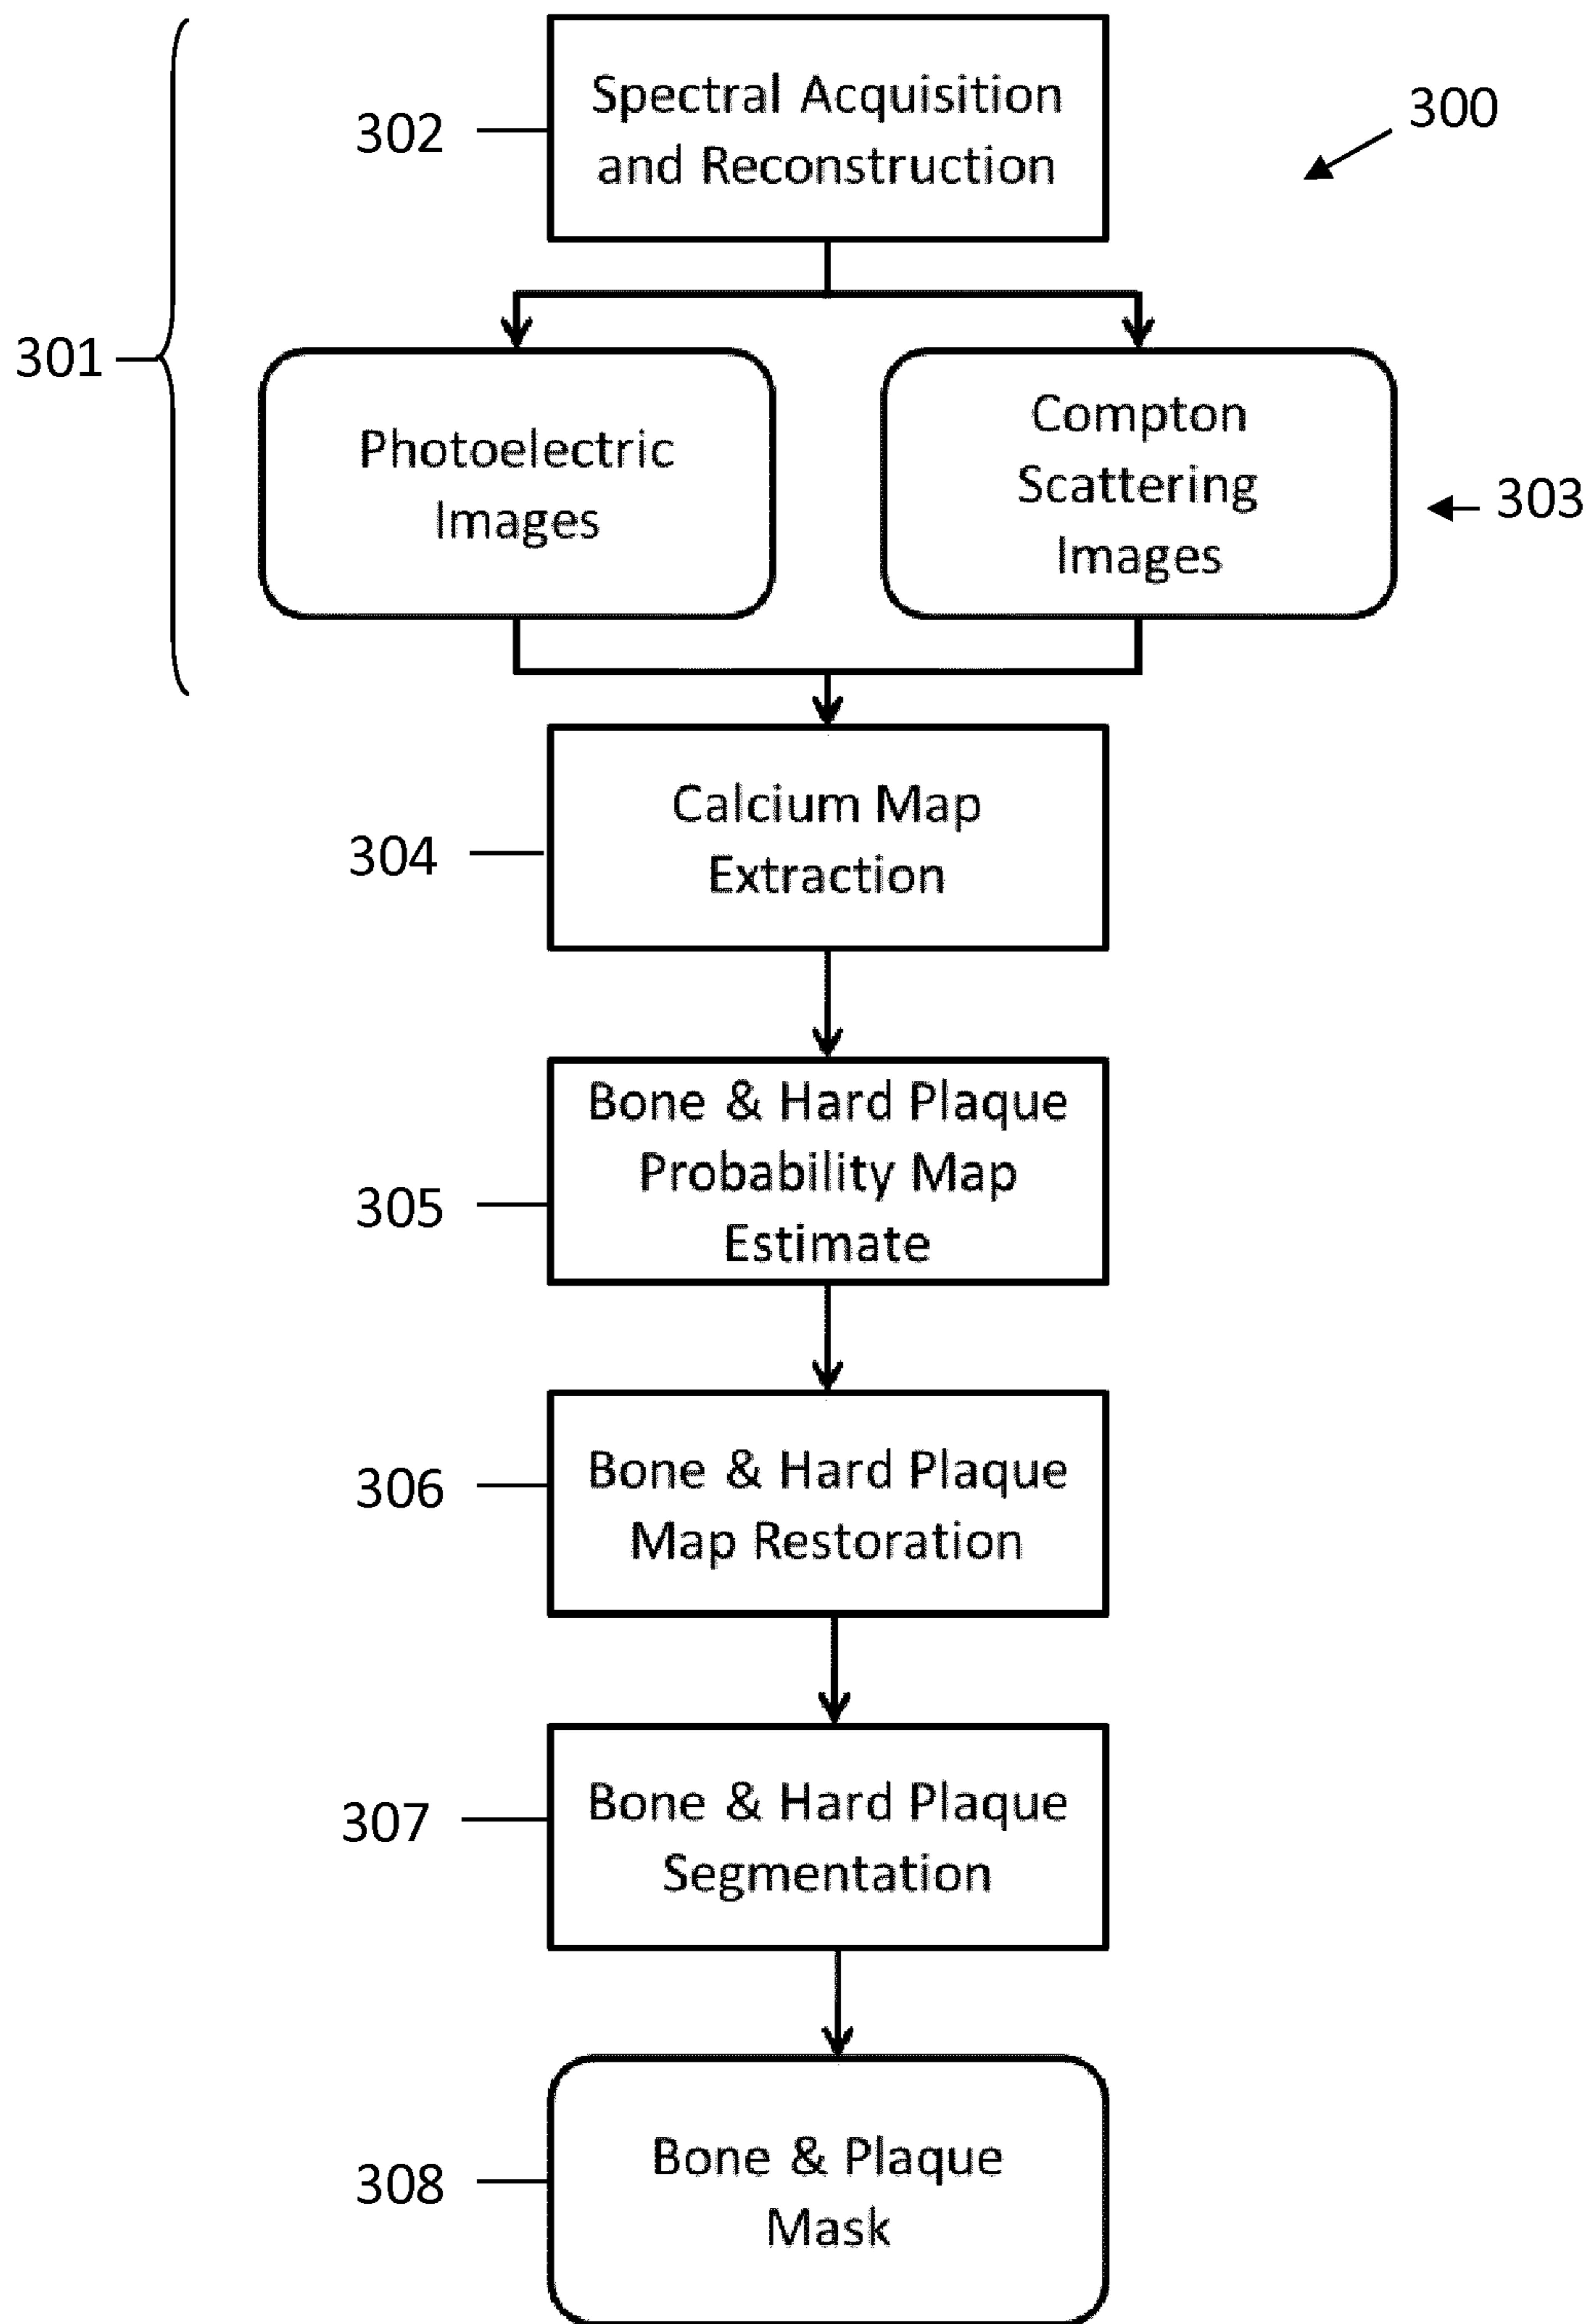 Spectral Acquisition
and Reconstruction
302
300
301
Photoelectric
Images
Compton
Scattering
Images
303
Calcium Map
Extraction
304
Bone & Hard Plaque
Probability Map
Estimate
305
Bone & Hard Plaque
Map Restoration
306
Bone & Hard Plaque
Segmentation
307
Bone & Plaque
Mask
308